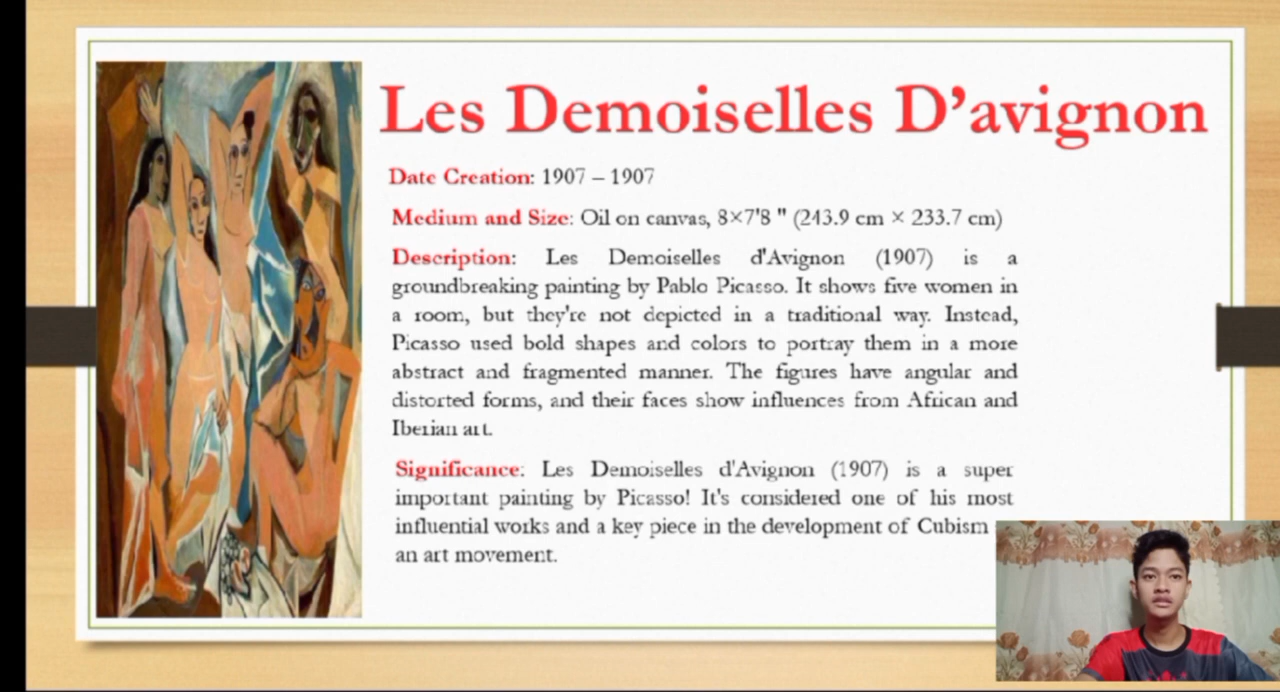 Les Demoiselles D’avignon
Date Creation: 1907 – 1907
Medium and Size: Oil on canvas, 8×7'8 " (243.9 cm × 233.7 cm)
Description: Les Demoiselles d'Avignon (1907) is a
groundbreaking painting by Pablo Picasso. It shows five women in
a room, but they're not depicted in a traditional way. Instead,
Picasso used bold shapes and colors to portray them in a more
abstract and fragmented manner. The figures have angular and
distorted forms, and their faces show influences from African and
Iberian art.
Significance: Les Demoiselles d'Avignon (1907) is a super
important painting by Picasso! It's considered one of his most
influential works and a key piece in the development of Cubism
an art movement.